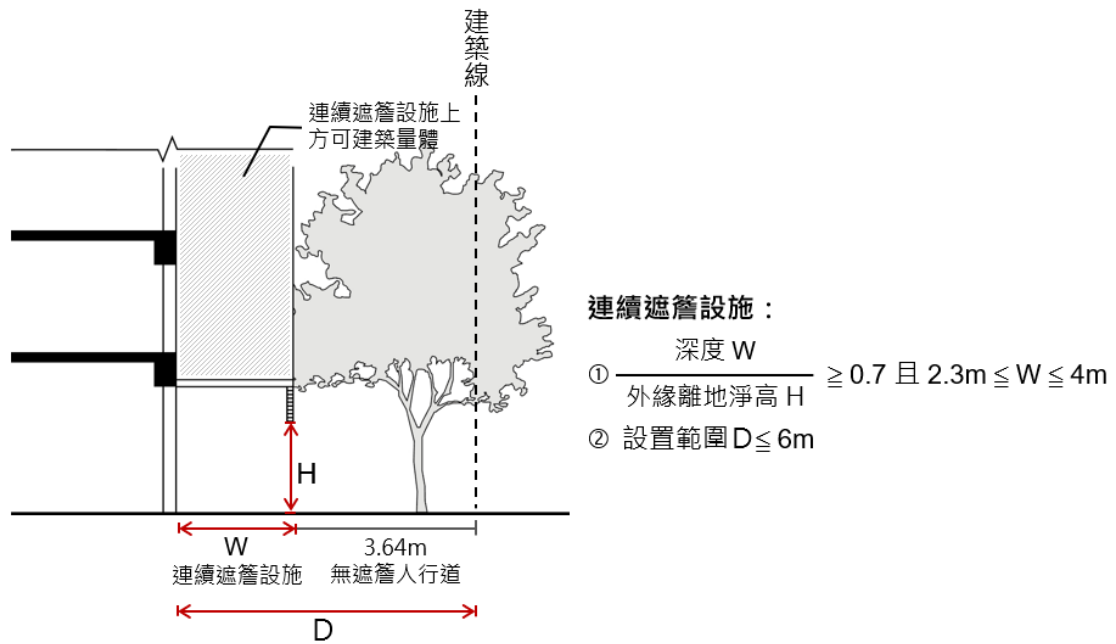 建築線
連續遮簷設施上
方可建築量體
H
W
連續遮簷設施
3.64m
無遮簷人行道
D
連續遮簷設施：
① 深度 W
外緣離地淨高 H
≧ 0.7 且 2.3m ≦ W ≦ 4m
② 設置範圍 D ≦ 6m